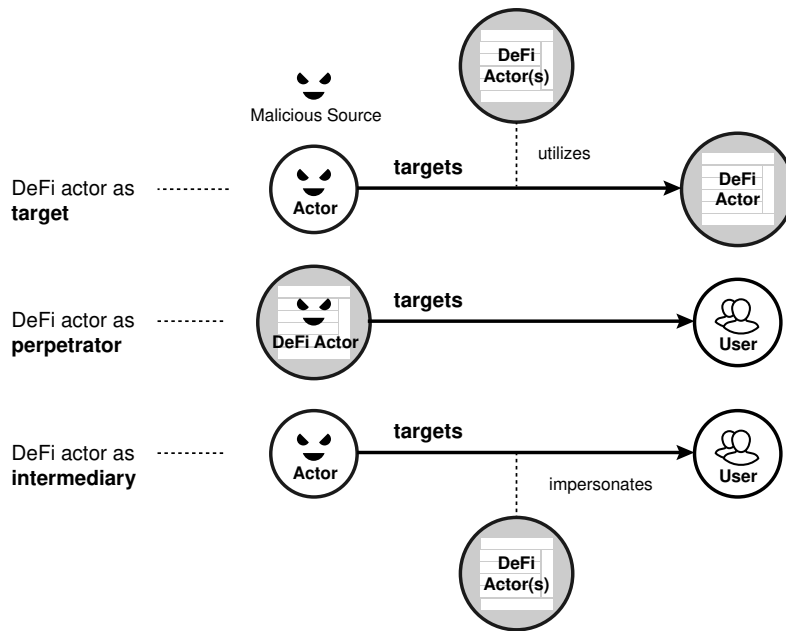 DeFi
Actor(s)
Malicious Source
targets
utilizes
DeFi actor as
target
Actor
DeFi
Actor
DeFi actor as
perpetrator
DeFi Actor
targets
User
DeFi actor as
intermediary
Actor
targets
User
impersonates
DeFi
Actor(s)